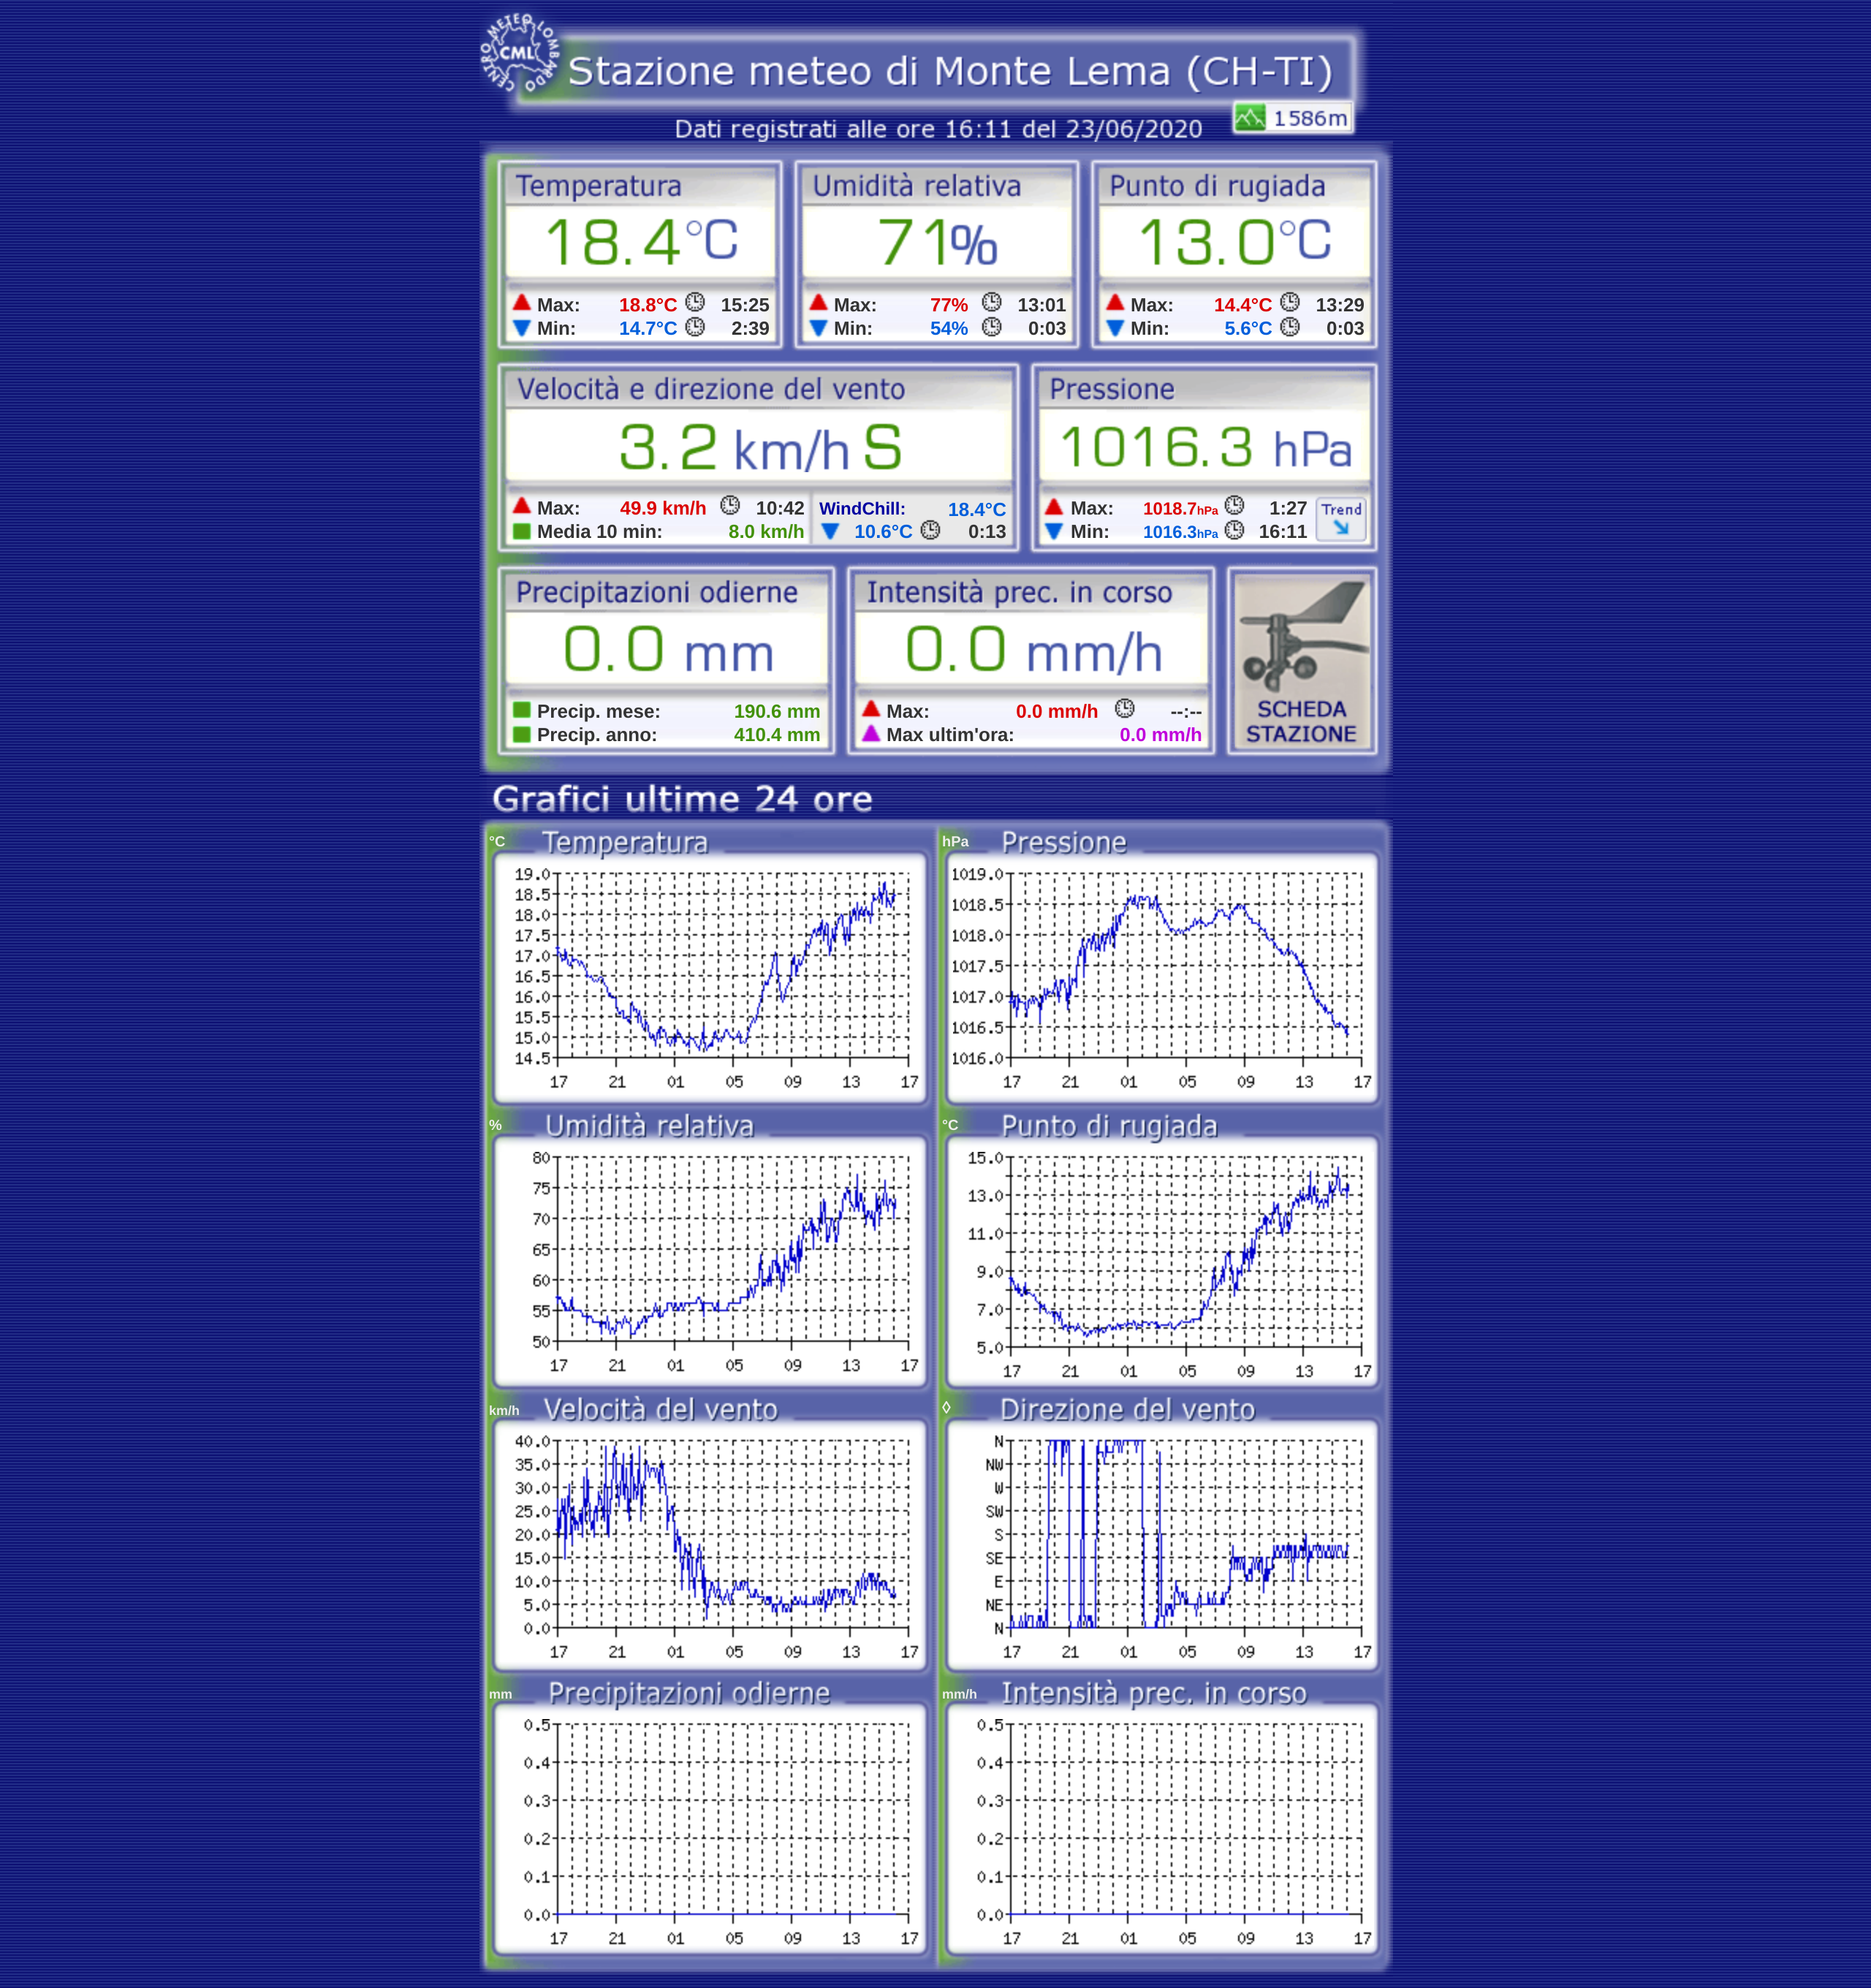 CENTRO METEO LOMBARDO
CML
Stazione meteo di Monte Lema (CH-TI)
1586m
Dati registrati alle ore 16:11 del 23/06/2020
Temperatura
18.4°C
Max: 18.8°C 15:25
Min: 14.7°C 2:39
Umidità relativa
71%
Max: 77% 13:01
Min: 54% 0:03
Punto di rugiada
13.0°C
Max: 14.4°C 13:29
Min: 5.6°C 0:03
Velocità e direzione del vento
3.2 km/h S
Max: 49.9 km/h 10:42
Media 10 min: 8.0 km/h
WindChill: 18.4°C
10.6°C 0:13
Pressione
1016.3 hPa
Max: 1018.7hPa 1:27
Min: 1016.3hPa 16:11
Trend
Precipitazioni odierne
0.0 mm
Precip. mese: 190.6 mm
Precip. anno: 410.4 mm
Intensità prec. in corso
0.0 mm/h
Max: 0.0 mm/h --:--
Max ultim'ora: 0.0 mm/h
SCHEDA
STAZIONE
Grafici ultime 24 ore
°C Temperatura
19.0
18.5
18.0
17.5
17.0
16.5
16.0
15.5
15.0
14.5
17 21 01 05 09 13 17
hPa Pressione
1019.0
1018.5
1018.0
1017.5
1017.0
1016.5
1016.0
17 21 01 05 09 13 17
% Umidità relativa
80
75
70
65
60
55
50
17 21 01 05 09 13 17
°C Punto di rugiada
15.0
13.0
11.0
9.0
7.0
5.0
17 21 01 05 09 13 17
km/h Velocità del vento
40.0
35.0
30.0
25.0
20.0
15.0
10.0
5.0
0.0
17 21 01 05 09 13 17
◊ Direzione del vento
N
NW
W
SW
S
SE
E
NE
N
17 21 01 05 09 13 17
mm Precipitazioni odierne
0.5
0.4
0.3
0.2
0.1
0.0
17 21 01 05 09 13 17
mm/h Intensità prec. in corso
0.5
0.4
0.3
0.2
0.1
0.0
17 21 01 05 09 13 17